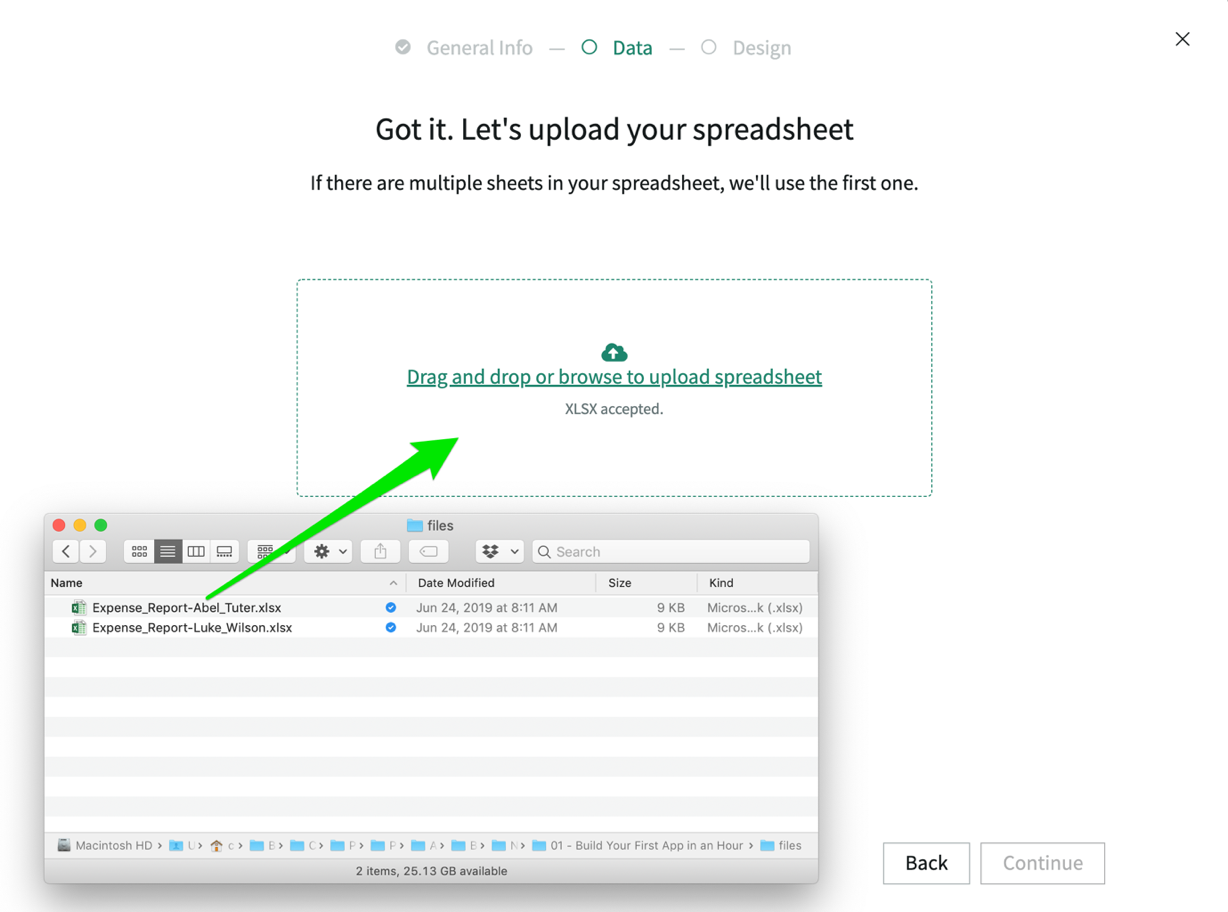 General Info — Data — Design
Got it. Let's upload your spreadsheet
If there are multiple sheets in your spreadsheet, we'll use the first one.
Drag and drop or browse to upload spreadsheet
XLSX accepted.
files
Search
Name Date Modified Size Kind
Expense_Report-Abel_Tuter.xlsx Jun 24, 2019 at 8:11 AM 9 KB Micros...k (.xlsx)
Expense_Report-Luke_Wilson.xlsx Jun 24, 2019 at 8:11 AM 9 KB Micros...k (.xlsx)
Macintosh HD › U › c › B › C › P › P › A › B › N › 01 - Build Your First App in an Hour › files
2 items, 25.13 GB available
Back Continue